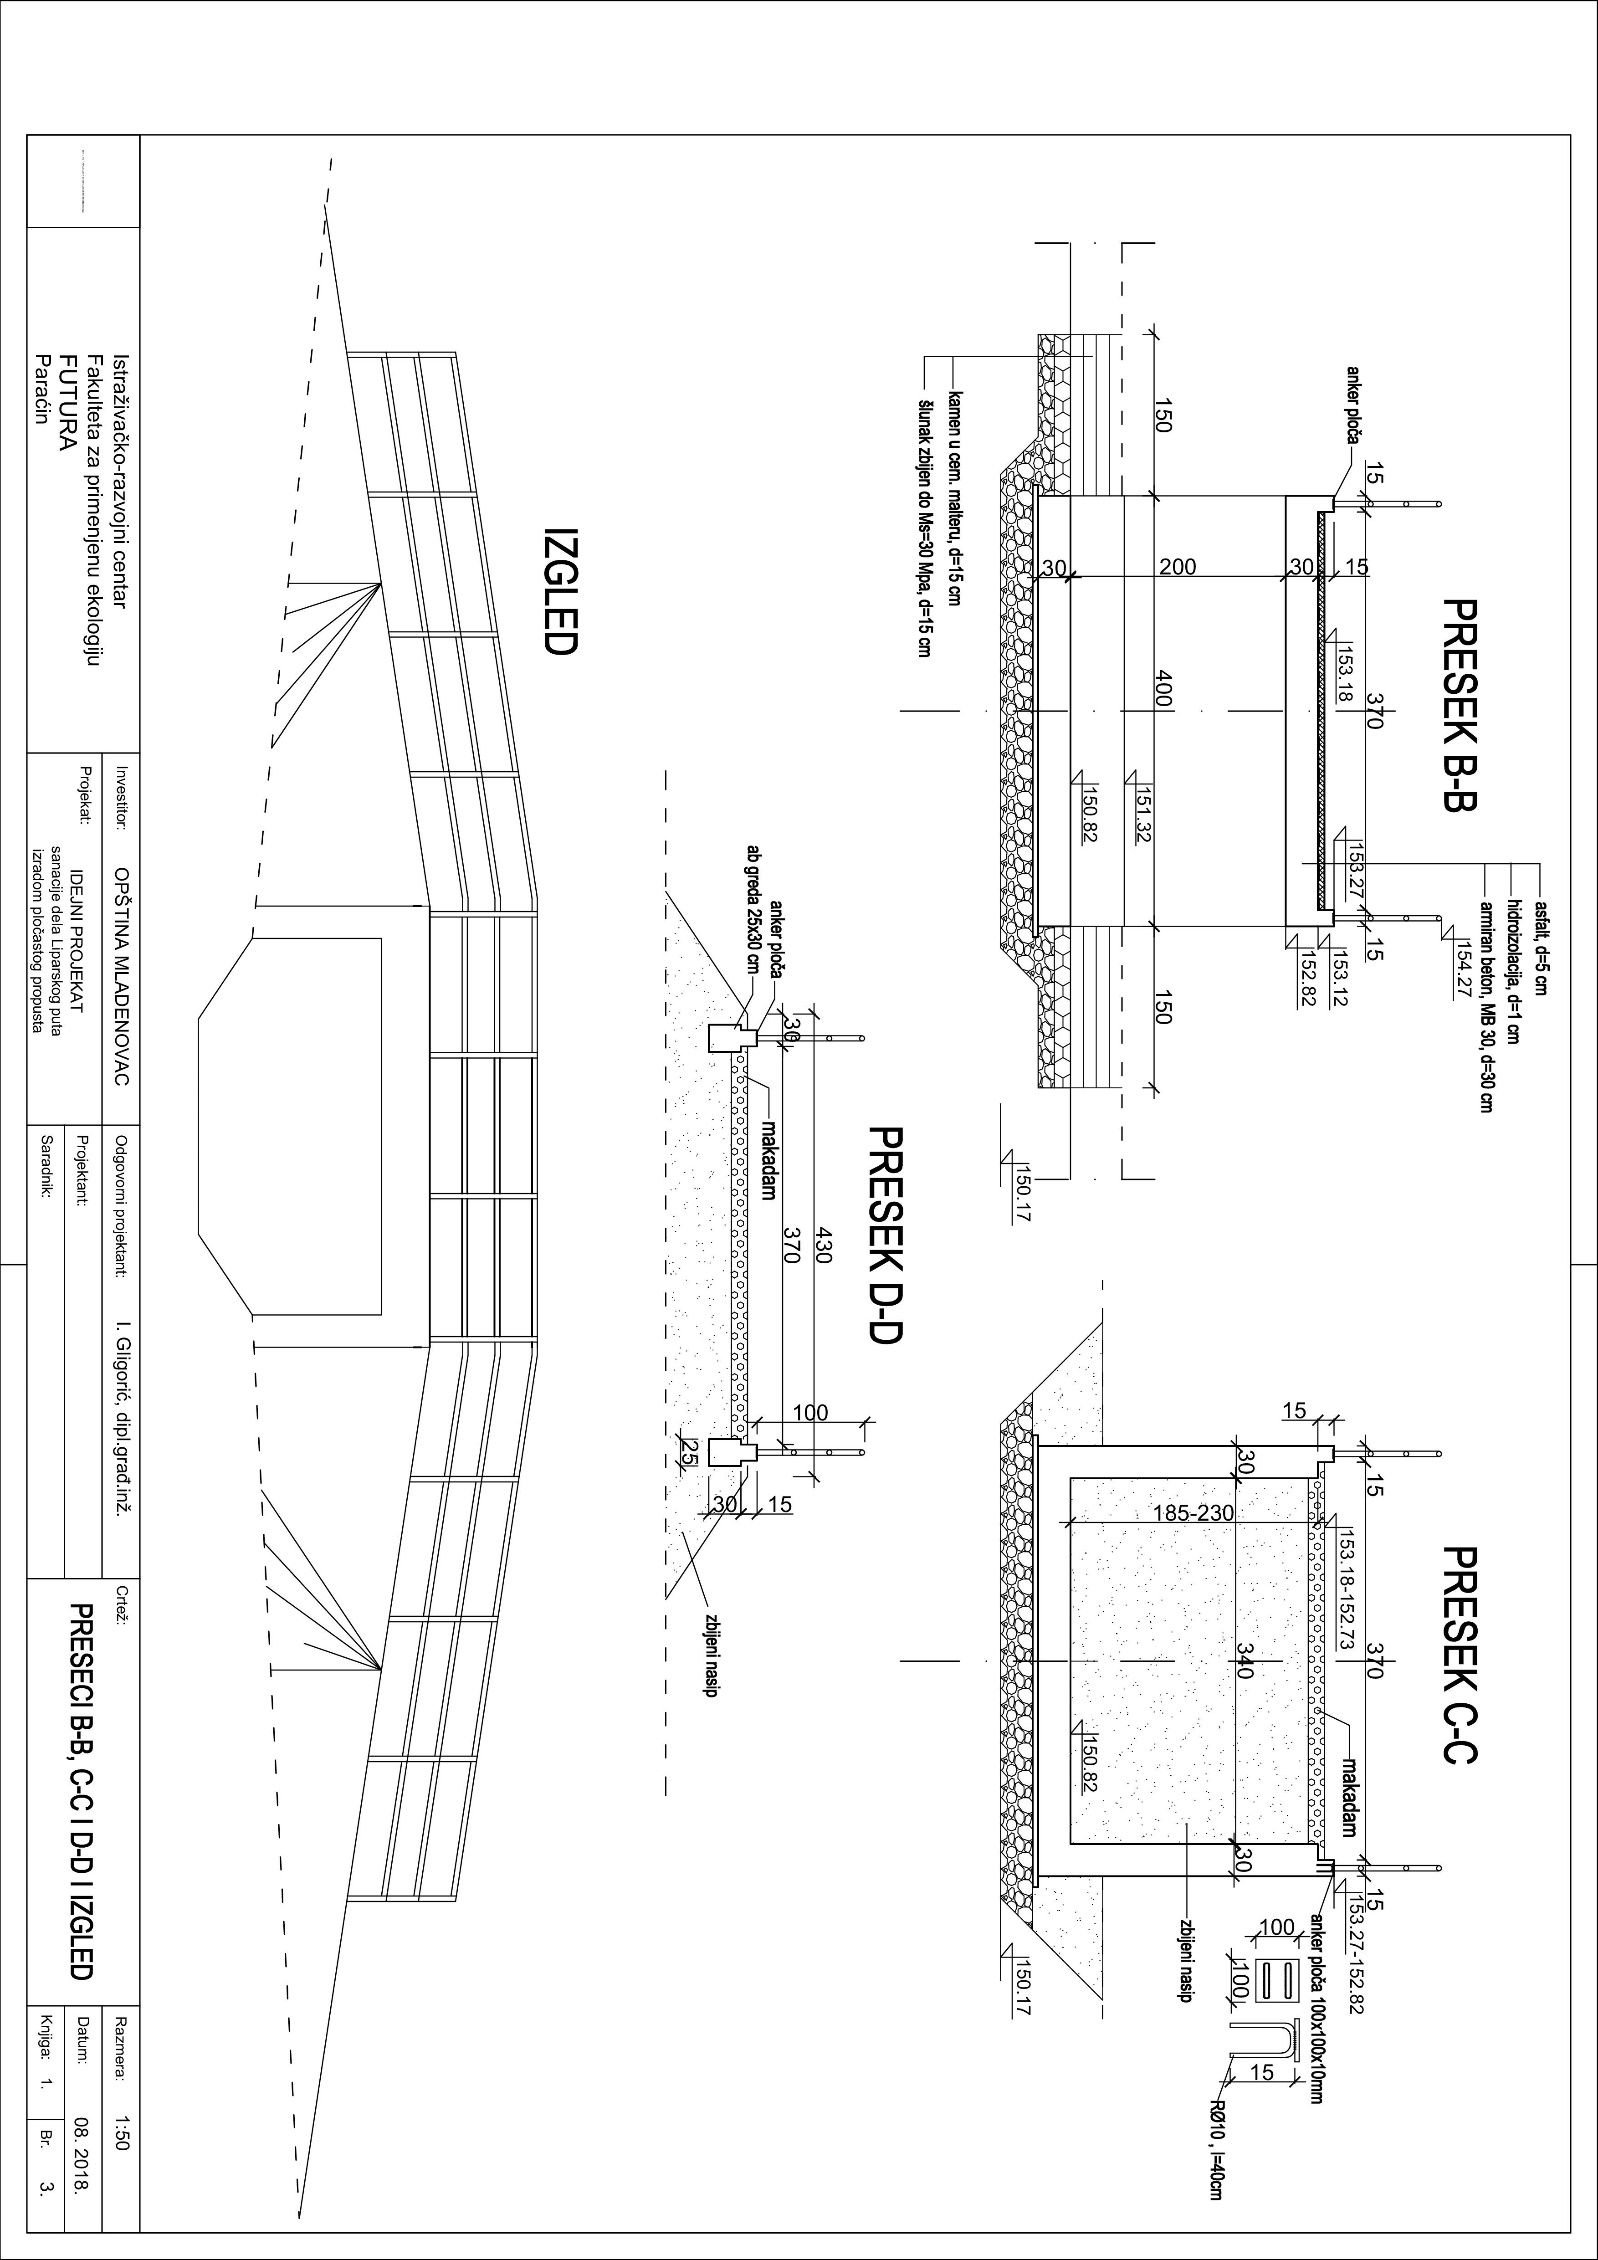 PRESEK B-B
asfalt, d=5 cm
hidroizolacija, d=1 cm
armiran beton, MB 30, d=30 cm
154.27
anker ploča
15
370
15
153.18
153.27
153.12
152.82
15
30
200
30
150
400
150
151.32
150.82
150.17
kamen u cem. malteru, d=15 cm
šlunak zbijen do Ms=30 Mpa, d=15 cm
PRESEK C-C
15
15
370
15
153.18-152.73
makadam
153.27-152.82
anker ploča 100x100x10mm
100
100
15
RØ10 , l=40cm
30
340
30
185-230
150.82
zbijeni nasip
150.17
PRESEK D-D
430
370
30
100
anker ploča
ab greda 25x30 cm
makadam
25
30
15
zbijeni nasip
IZGLED
Istraživačko-razvojni centar
Fakulteta za primenjenu ekologiju
FUTURA
Paraćin
Investitor:
OPŠTINA MLADENOVAC
Projekat:
IDEJNI PROJEKAT
sanacije dela Liparskog puta
izradom pločastog propusta
Odgovorni projektant:
I. Gligorić, dipl.građ.inž.
Projektant:
Saradnik:
Crtež:
PRESECI B-B, C-C I D-D I IZGLED
Razmera:
1:50
Datum:
08. 2018.
Knjiga:
1.
Br.
3.